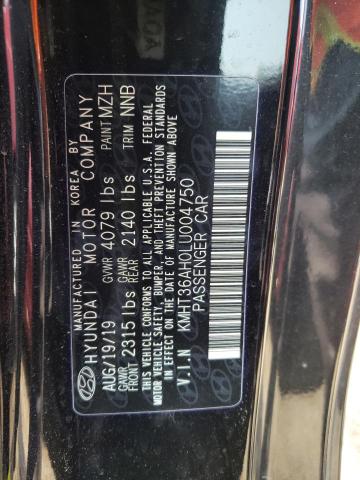 MANUFACTURED IN KOREA BY
HYUNDAI MOTOR COMPANY
AUG/19/19 GVWR 4079 lbs PAINT MZH
GAWR FRONT 2315 lbs GAWR REAR 2140 lbs TRIM NNB
THIS VEHICLE CONFORMS TO ALL APPLICABLE U.S.A. FEDERAL
MOTOR VEHICLE SAFETY, BUMPER, AND THEFT PREVENTION STANDARDS
IN EFFECT ON THE DATE OF MANUFACTURE SHOWN ABOVE
V.I.N KMHT36AH01U004750
PASSENGER CAR